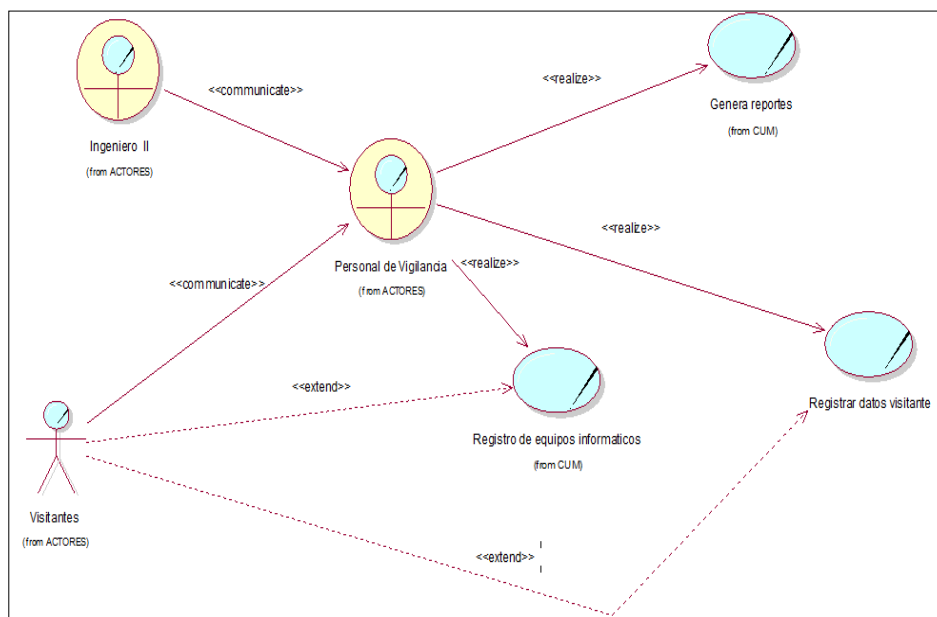 <<communicate>>
<<realize>>
Ingeniero II
(from ACTORES)
Genera reportes
(from CUM)
<<realize>>
Personal de Vigilancia
(from ACTORES)
<<realize>>
<<communicate>>
<<extend>>
Registrar datos visitante
Registro de equipos informaticos
(from CUM)
Visitantes
(from ACTORES)
<<extend>>